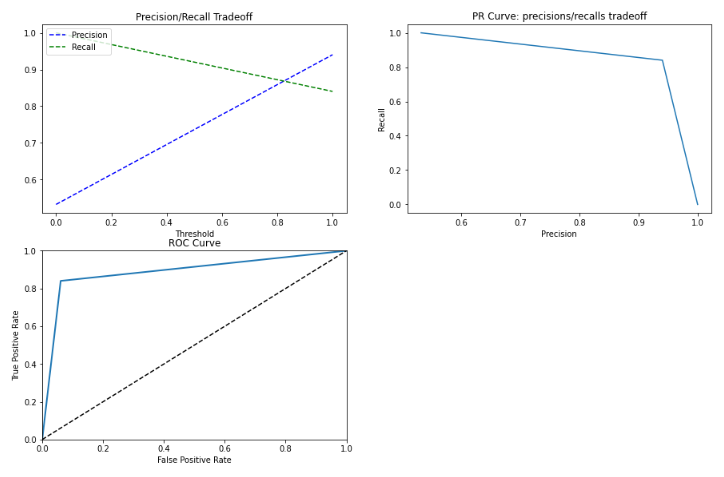 Precision/Recall Tradeoff
1.0
0.9
0.8
0.7
0.6
Precision
Recall
0.0 0.2 0.4 0.6 0.8 1.0
Threshold
PR Curve: precisions/recalls tradeoff
Recall
1.0
0.8
0.6
0.4
0.2
0.0
0.6 0.7 0.8 0.9 1.0
Precision
ROC Curve
True Positive Rate
1.0
0.8
0.6
0.4
0.2
0.0
0.0 0.2 0.4 0.6 0.8 1.0
False Positive Rate